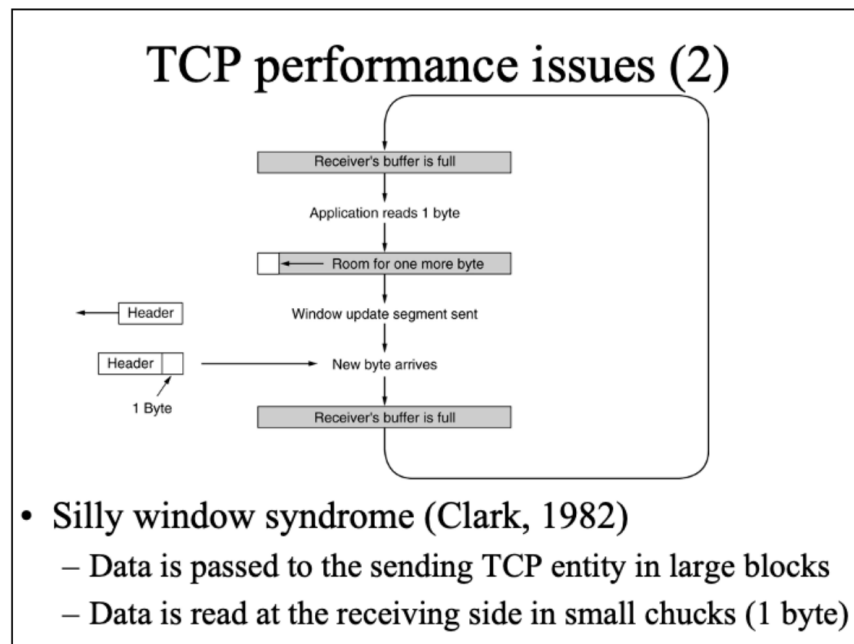 TCP performance issues (2)
Receiver's buffer is full
Application reads 1 byte
Room for one more byte
Header
Window update segment sent
Header
New byte arrives
1 Byte
Receiver's buffer is full
• Silly window syndrome (Clark, 1982)
– Data is passed to the sending TCP entity in large blocks
– Data is read at the receiving side in small chucks (1 byte)